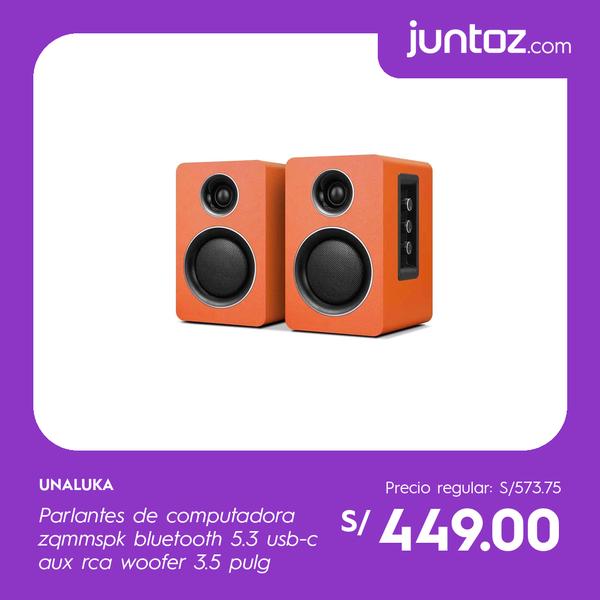 juntoz.com
UNALUKA
Parlantes de computadora
zqmmspk bluetooth 5.3 usb-c
aux rca woofer 3.5 pulg
Precio regular: S/573.75
S/ 449.00